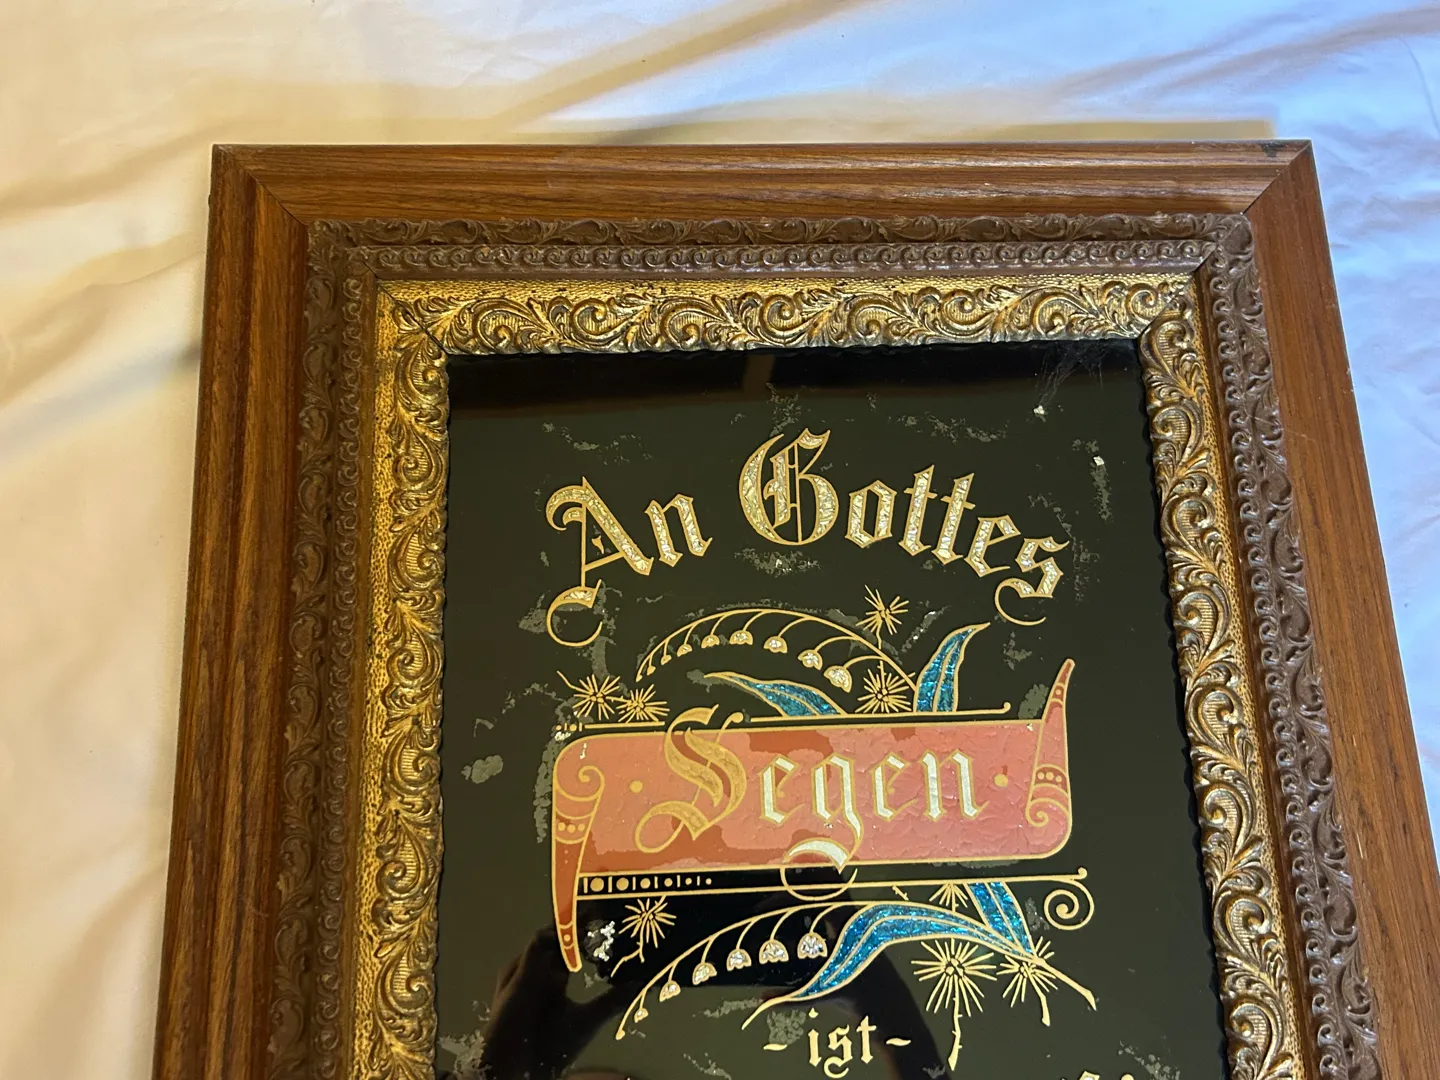 An Gottes
Segen
- ist -